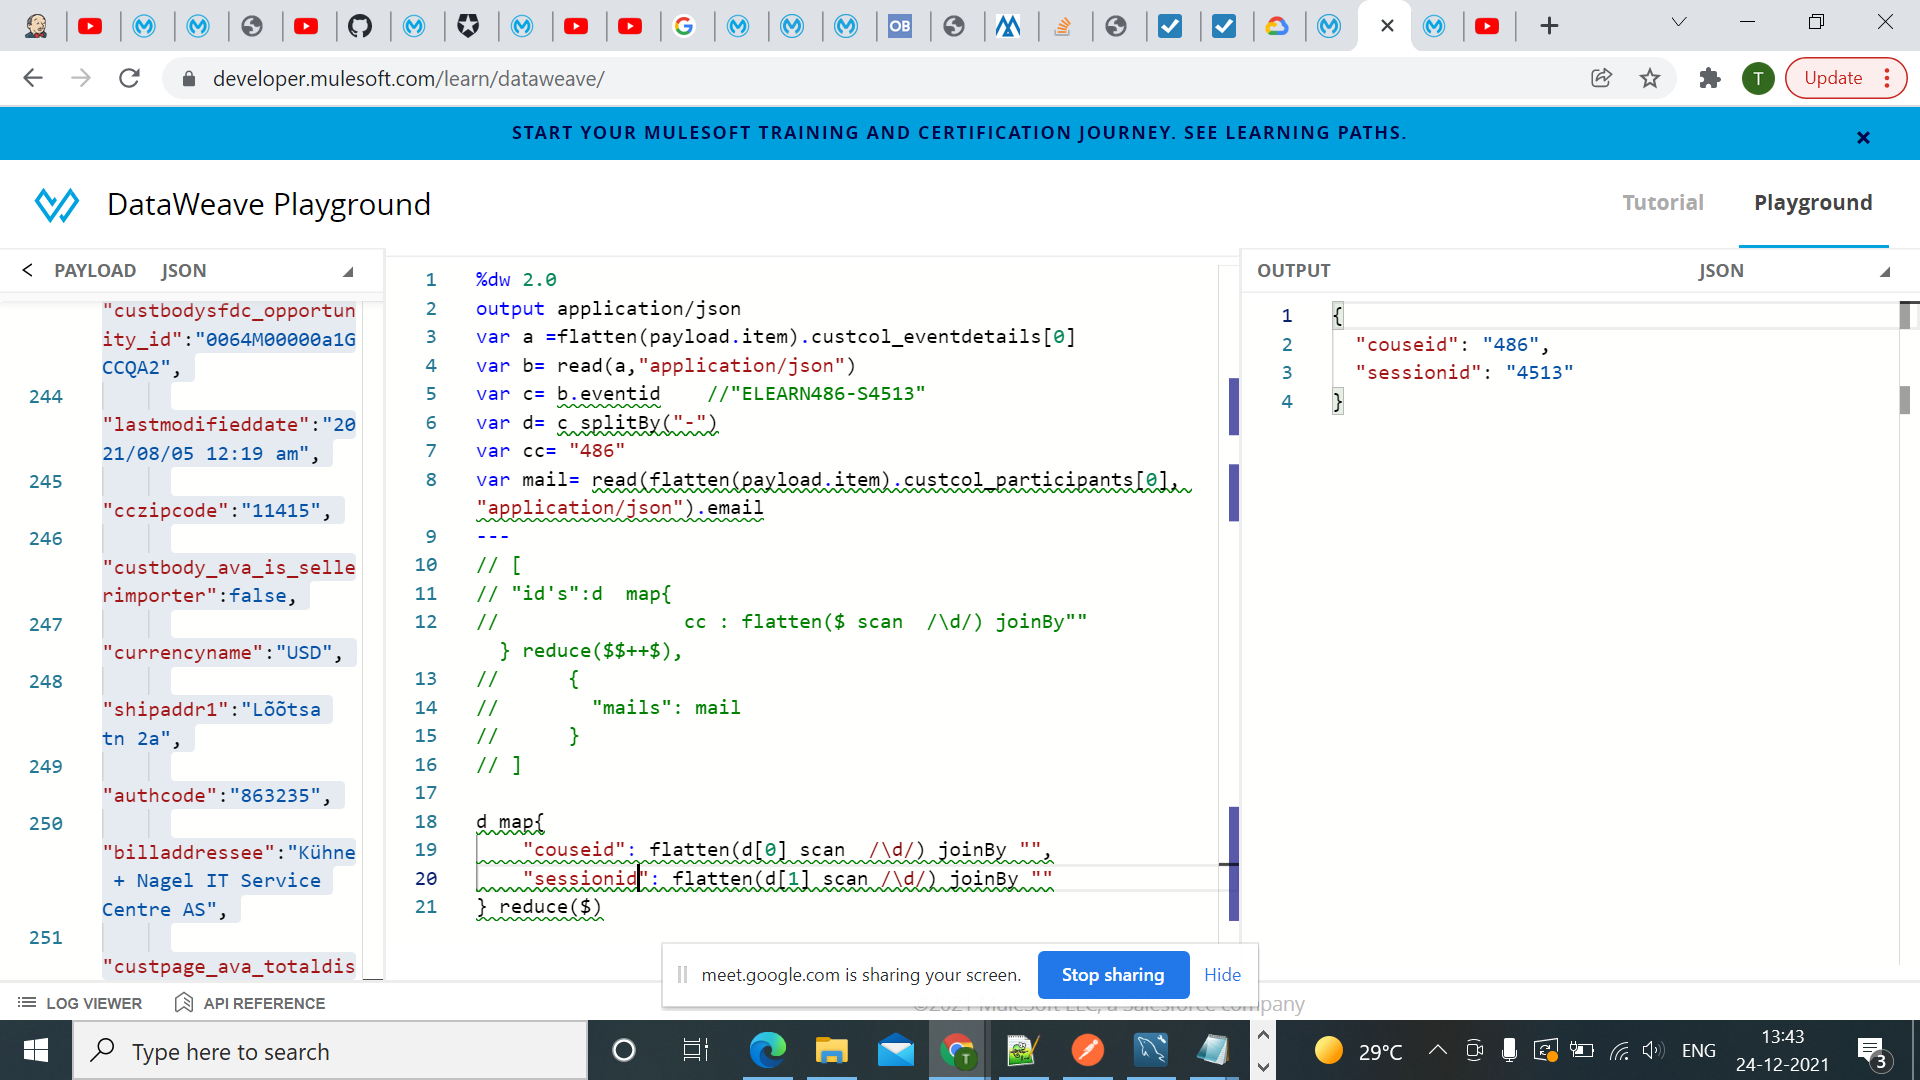 OB
T
Update
developer.mulesoft.com/learn/dataweave/
START YOUR MULESOFT TRAINING AND CERTIFICATION JOURNEY. SEE LEARNING PATHS.
DataWeave Playground
Tutorial
Playground
PAYLOAD JSON
"custbodysfdc_opportun
ity_id":"0064M00000a1G
CCQA2",
244
"lastmodifieddate":"20
21/08/05 12:19 am",
245
"cczipcode":"11415",
246
"custbody_ava_is_selle
rimporter":false,
247
"currencyname":"USD",
248
"shipaddr1":"Lõõtsa
tn 2a",
249
"authcode":"863235",
250
"billaddressee":"Kühne
+ Nagel IT Service
Centre AS",
251
"custpage_ava_totaldis
1 %dw 2.0
2 output application/json
3 var a =flatten(payload.item).custcol_eventdetails[0]
4 var b= read(a,"application/json")
5 var c= b.eventid    //"ELEARN486-S4513"
6 var d= c splitBy("-")
7 var cc= "486"
8 var mail= read(flatten(payload.item).custcol_participants[0],
"application/json").email
9 ---
10 // [
11 // "id's":d  map{
12 //                cc : flatten($ scan  /\d/) joinBy""
} reduce($$++$),
13 //      {
14 //        "mails": mail
15 //      }
16 // ]
17
18 d map{
19     "couseid": flatten(d[0] scan  /\d/) joinBy "",
20     "sessionid": flatten(d[1] scan /\d/) joinBy ""
21 } reduce($)
OUTPUT JSON
1 {
2   "couseid": "486",
3   "sessionid": "4513"
4 }
meet.google.com is sharing your screen.
Stop sharing
Hide
LOG VIEWER
API REFERENCE
©2021 MuleSoft LLC, a Salesforce company
Type here to search
T
29°C
ENG
13:43
24-12-2021
3